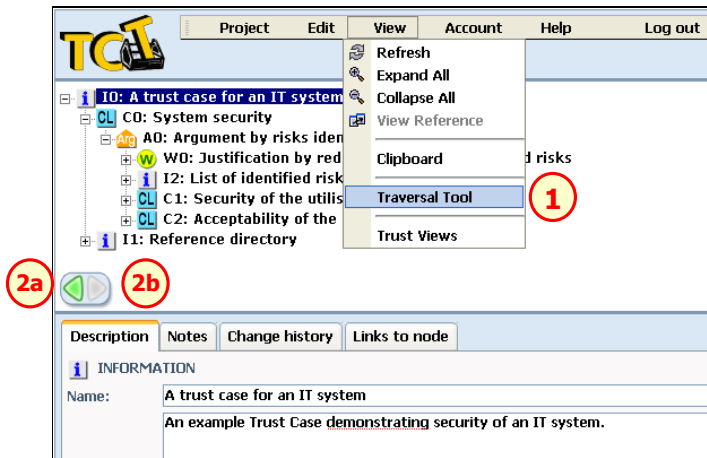 TCT
Project Edit View Account Help Log out
Refresh
Expand All
Collapse All
View Reference
Clipboard
Traversal Tool
Trust Views
1
i I0: A trust case for an IT system
CL C0: System security
Arg A0: Argument by risks iden
W W0: Justification by red d risks
i I2: List of identified risk
CL C1: Security of the utilis
CL C2: Acceptability of the
i I1: Reference directory
2a 2b
Description Notes Change history Links to node
i INFORMATION
Name: A trust case for an IT system
An example Trust Case demonstrating security of an IT system.